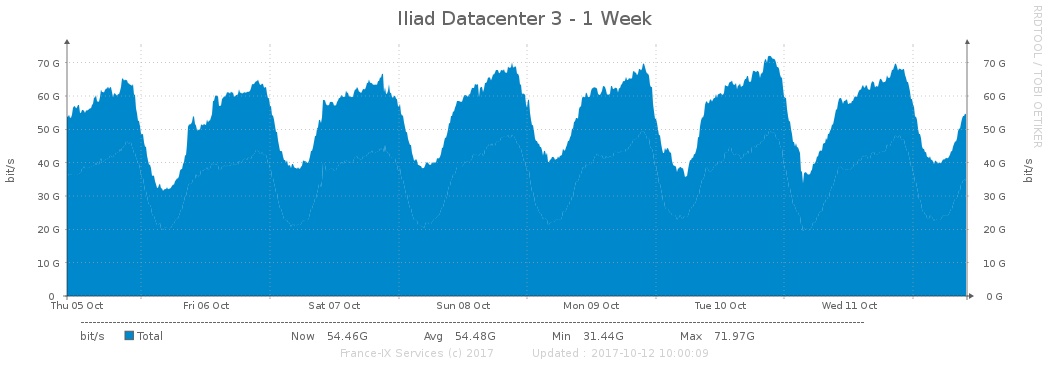 Iliad Datacenter 3 - 1 Week
RRDTOOL / TOBI OETIKER
70 G 70 G
60 G 60 G
50 G 50 G
40 G 40 G
30 G 30 G
20 G 20 G
10 G 10 G
0 0 G
bit/s bit/s
Thu 05 Oct Fri 06 Oct Sat 07 Oct Sun 08 Oct Mon 09 Oct Tue 10 Oct Wed 11 Oct
bit/s Total Now 54.46G Avg 54.48G Min 31.44G Max 71.97G
France-IX Services (c) 2017 Updated : 2017-10-12 10:00:09